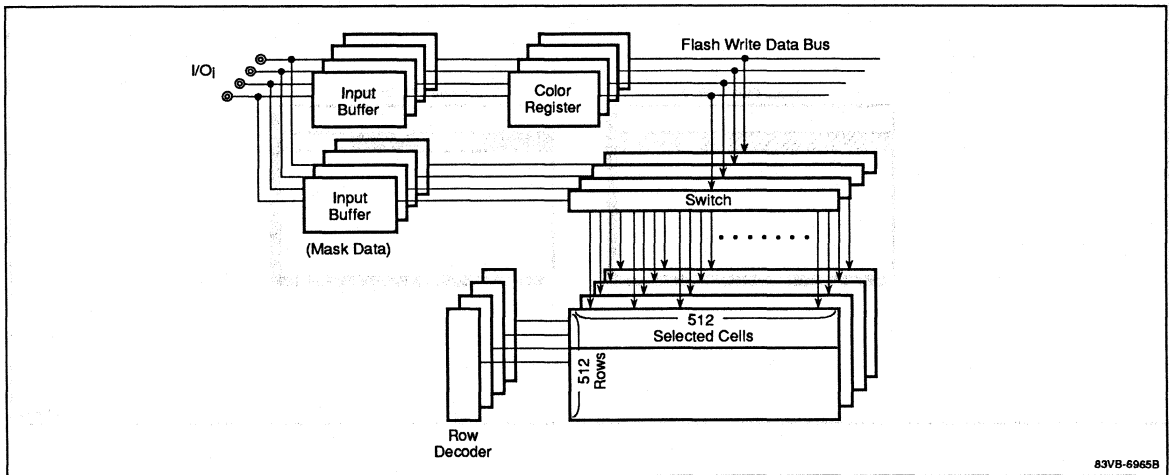 Flash Write Data Bus
I/Oi
Input
Buffer
Color
Register
Input
Buffer
Switch
(Mask Data)
512
Selected Cells
512
Rows
Row
Decoder
83VB-6965B